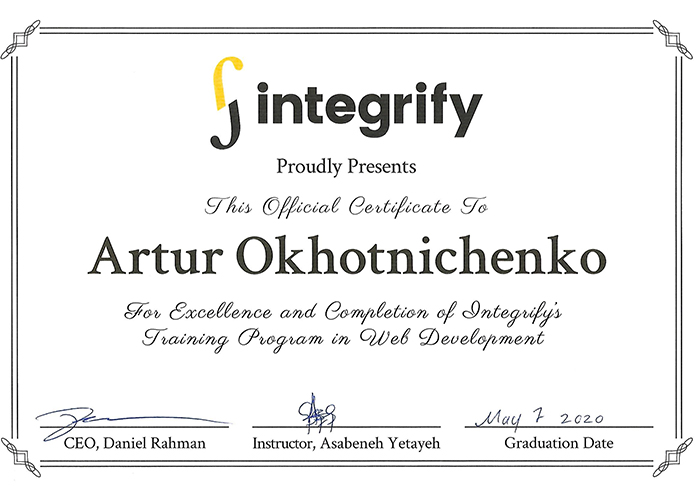 integrify
Proudly Presents
This Official Certificate To
Artur Okhotnichenko
For Excellence and Completion of Integrify's
Training Program in Web Development
May 7 2020
CEO, Daniel Rahman
Instructor, Asabeneh Yetayeh
Graduation Date